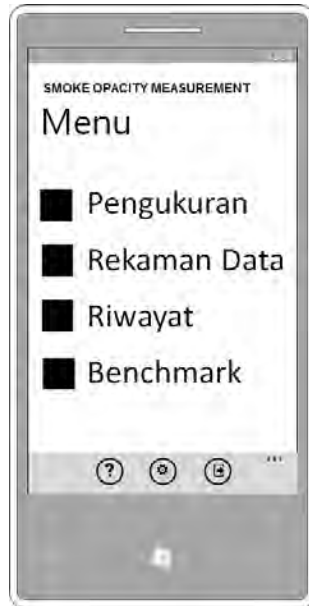 SMOKE OPACITY MEASUREMENT
Menu
Pengukuran
Rekaman Data
Riwayat
Benchmark
?
...